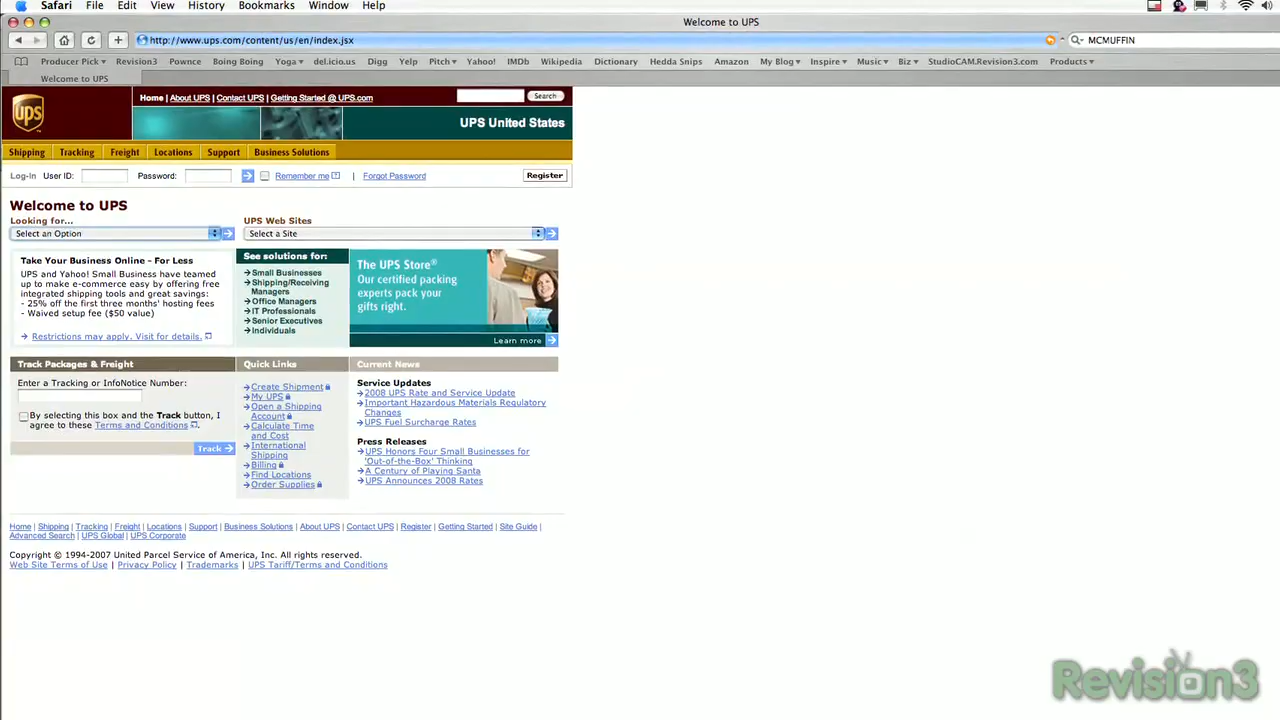 Safari File Edit View History Bookmarks Window Help
Welcome to UPS
http://www.ups.com/content/us/en/index.jsx
MCMUFFIN
Producer Pick Revision3 Pownce Boing Boing Yoga del.icio.us Digg Yelp Pitch Yahoo! IMDb Wikipedia Dictionary Hedda Snips Amazon My Blog Inspire Music Biz StudioCAM.Revision3.com Products
Welcome to UPS
ups
Home | About UPS | Contact UPS | Getting Started @ UPS.com
Search
UPS United States
Shipping Tracking Freight Locations Support Business Solutions
Log-In User ID: Password: Remember me ? | Forgot Password Register
Welcome to UPS
Looking for...
Select an Option
UPS Web Sites
Select a Site
Take Your Business Online - For Less
UPS and Yahoo! Small Business have teamed
up to make e-commerce easy by offering free
integrated shipping tools and great savings:
- 25% off the first three months' hosting fees
- Waived setup fee ($50 value)
Restrictions may apply. Visit for details.
See solutions for:
Small Businesses
Shipping/Receiving
Managers
Office Managers
IT Professionals
Senior Executives
Individuals
The UPS Store®
Our certified packing
experts pack your
gifts right.
Learn more
Track Packages & Freight
Enter a Tracking or InfoNotice Number:
By selecting this box and the Track button, I
agree to these Terms and Conditions.
Track
Quick Links
Create Shipment
My UPS
Open a Shipping
Account
Calculate Time
and Cost
International
Shipping
Billing
Find Locations
Order Supplies
Current News
Service Updates
2008 UPS Rate and Service Update
Important Hazardous Materials Regulatory
Changes
UPS Fuel Surcharge Rates
Press Releases
UPS Honors Four Small Businesses for
'Out-of-the-Box' Thinking
A Century of Playing Santa
UPS Announces 2008 Rates
Home | Shipping | Tracking | Freight | Locations | Support | Business Solutions | About UPS | Contact UPS | Register | Getting Started | Site Guide |
Advanced Search | UPS Global | UPS Corporate
Copyright © 1994-2007 United Parcel Service of America, Inc. All rights reserved.
Web Site Terms of Use | Privacy Policy | Trademarks | UPS Tariff/Terms and Conditions
Revision3